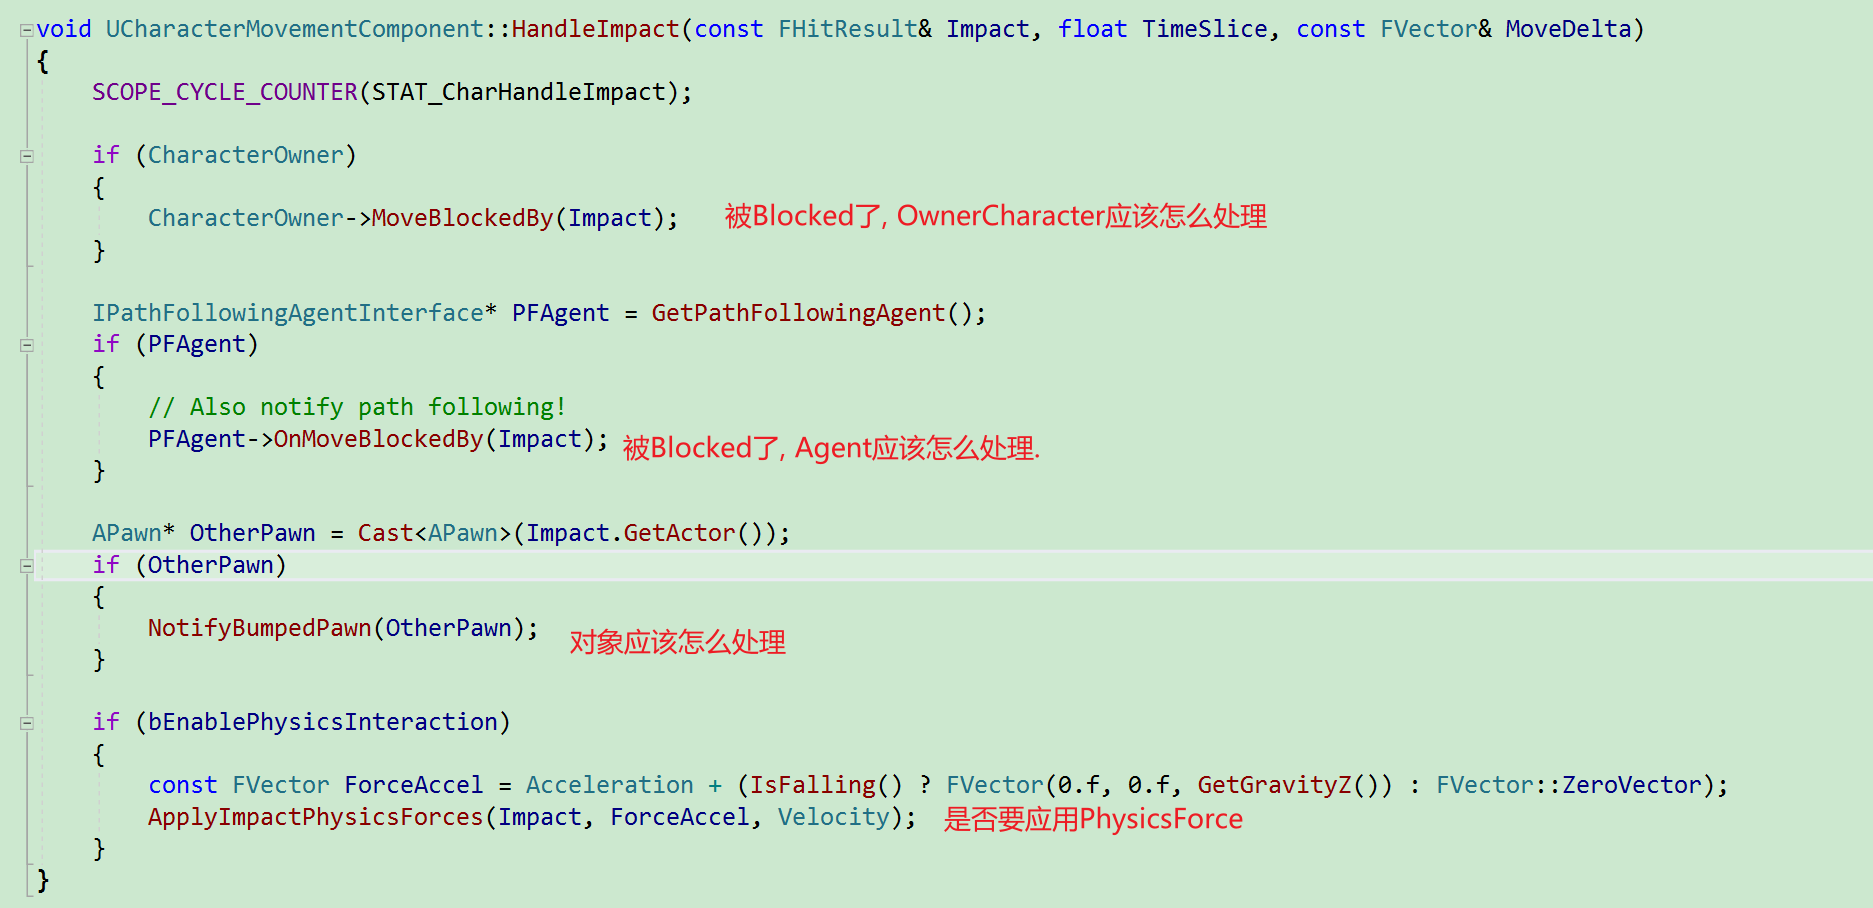 void UCharacterMovementComponent::HandleImpact(const FHitResult& Impact, float TimeSlice, const FVector& MoveDelta)
{
    SCOPE_CYCLE_COUNTER(STAT_CharHandleImpact);

    if (CharacterOwner)
    {
        CharacterOwner->MoveBlockedBy(Impact);    被Blocked了, OwnerCharacter应该怎么处理
    }

    IPathFollowingAgentInterface* PFAgent = GetPathFollowingAgent();
    if (PFAgent)
    {
        // Also notify path following!
        PFAgent->OnMoveBlockedBy(Impact);    被Blocked了, Agent应该怎么处理.
    }

    APawn* OtherPawn = Cast<APawn>(Impact.GetActor());
    if (OtherPawn)
    {
        NotifyBumpedPawn(OtherPawn);    对象应该怎么处理
    }

    if (bEnablePhysicsInteraction)
    {
        const FVector ForceAccel = Acceleration + (IsFalling() ? FVector(0.f, 0.f, GetGravityZ()) : FVector::ZeroVector);
        ApplyImpactPhysicsForces(Impact, ForceAccel, Velocity);    是否要应用PhysicsForce
    }
}